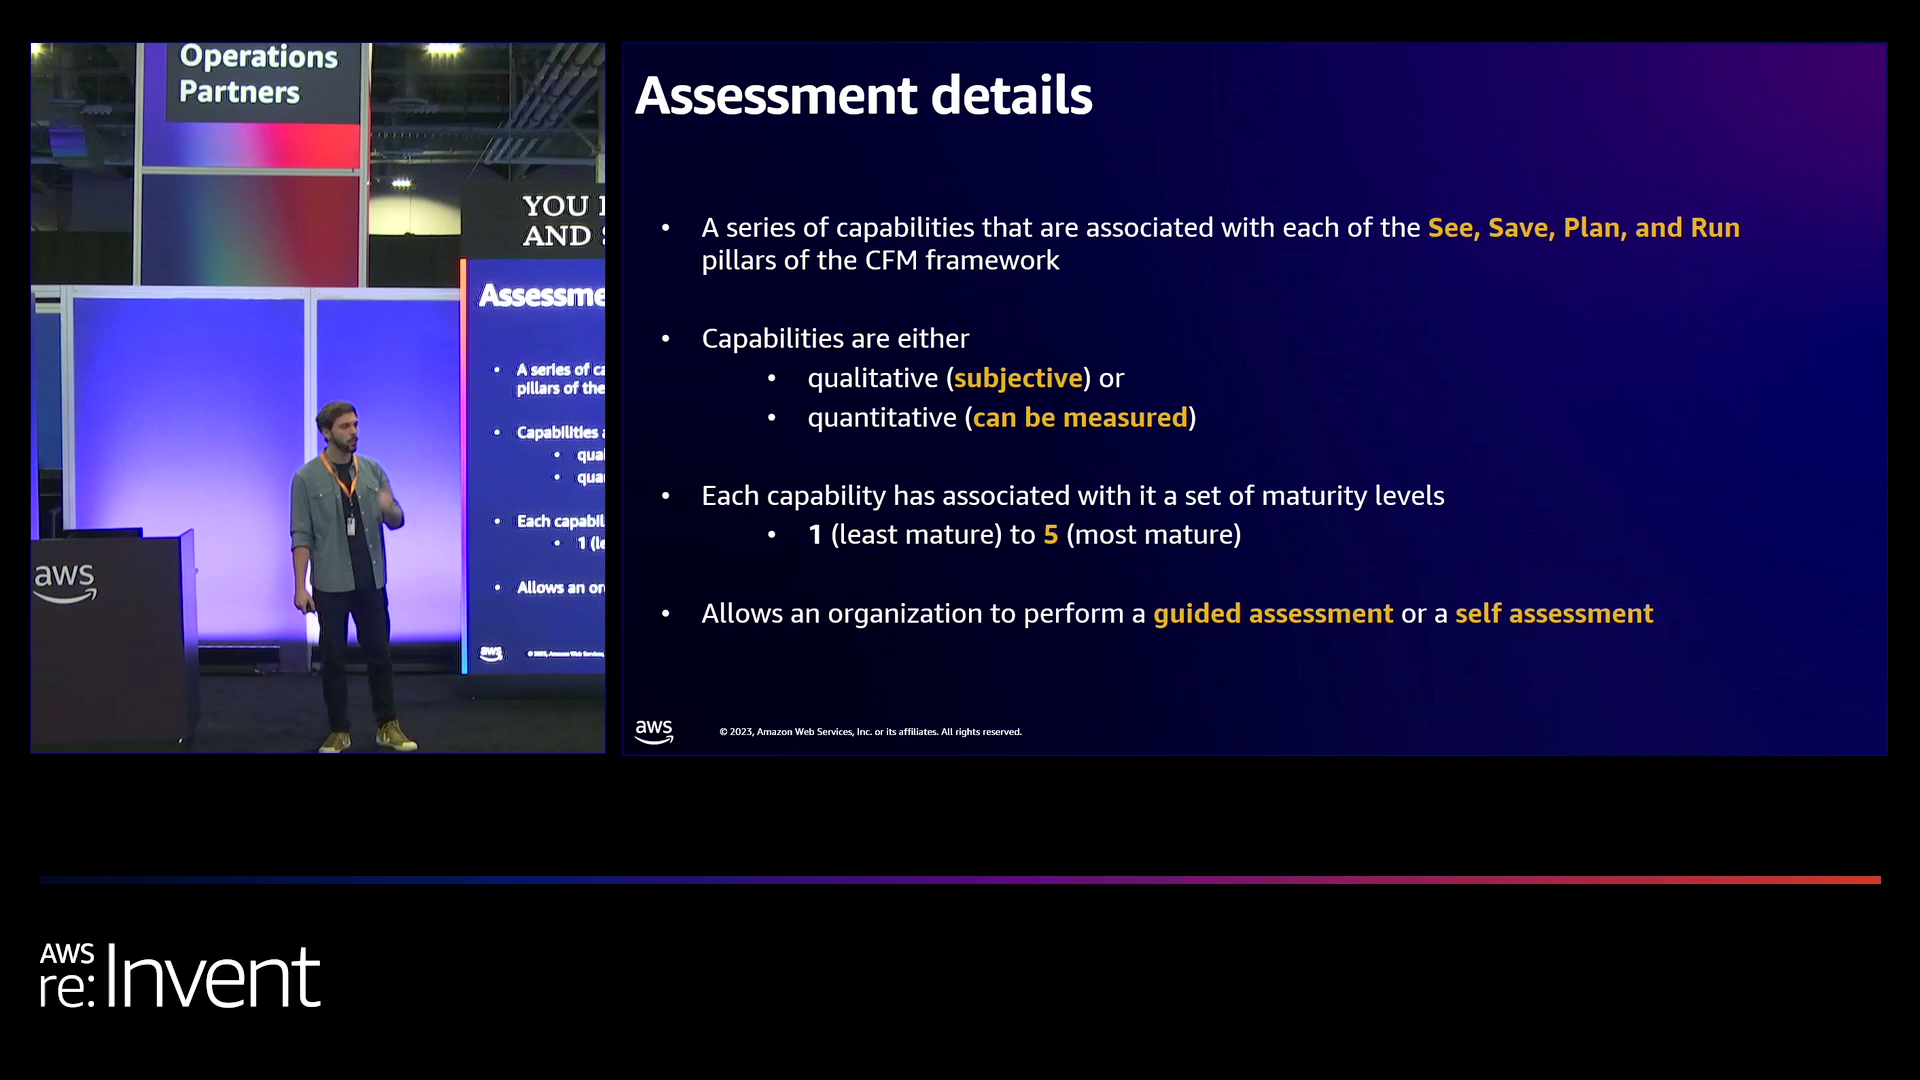 Operations
Partners
YOU
AND
Assessme
• A series of ca
pillars of the
• Capabilities
• qual
• qua
• Each capabil
• 1 (le
• Allows an or
aws
aws
© 2023, Amazon Web Services,
Assessment details
• A series of capabilities that are associated with each of the See, Save, Plan, and Run
pillars of the CFM framework
• Capabilities are either
• qualitative (subjective) or
• quantitative (can be measured)
• Each capability has associated with it a set of maturity levels
• 1 (least mature) to 5 (most mature)
• Allows an organization to perform a guided assessment or a self assessment
aws
© 2023, Amazon Web Services, Inc. or its affiliates. All rights reserved.
AWS
re:Invent